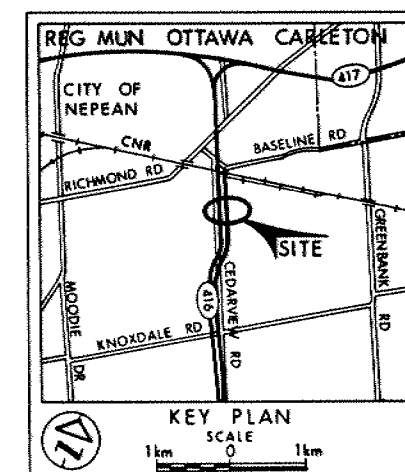 REG MUN OTTAWA CARLETON
417
CITY OF
NEPEAN
CNR
BASELINE RD
RICHMOND RD
GREENBANK RD
SITE
CEDARVIEW RD
416
MOODIE DR
KNOXDALE RD
KEY PLAN
SCALE
1km 0 1km